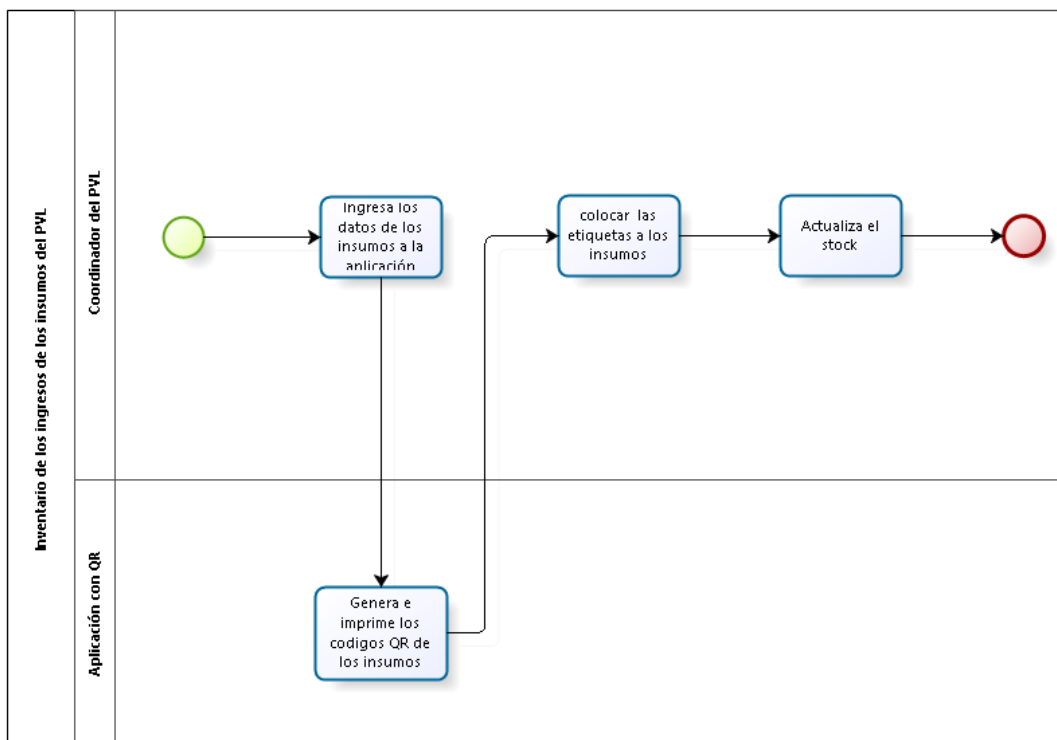 Inventario de los ingresos de los insumos del PVL
Coordinador del PVL
Ingresa los
datos de los
insumos a la
aplicación
colocar las
etiquetas a los
insumos
Actualiza el
stock
Aplicación con QR
Genera e
imprime los
codigos QR de
los insumos